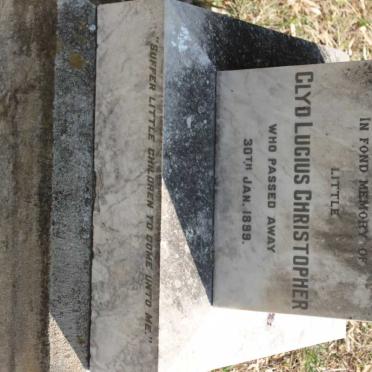 IN FOND MEMORY OF
LITTLE
CLYD LUCIUS CHRISTOPHER
WHO PASSED AWAY
30TH JAN. 1899.
"SUFFER LITTLE CHILDREN TO COME UNTO ME."